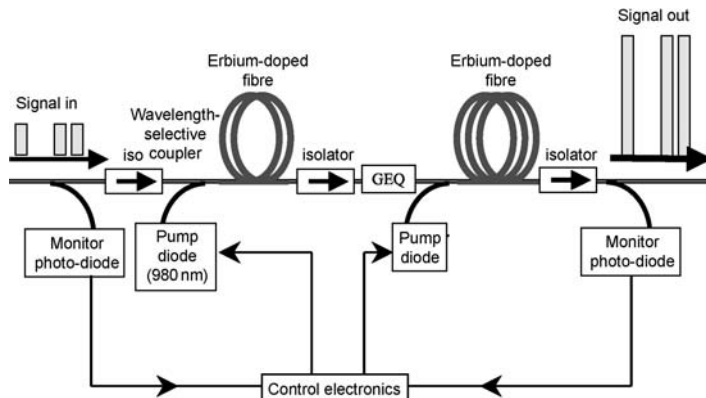 Signal out
Erbium-doped
fibre
Erbium-doped
fibre
Signal in
Wavelength-
selective
coupler
iso
isolator
GEQ
isolator
Monitor
photo-diode
Pump
diode
(980 nm)
Pump
diode
Monitor
photo-diode
Control electronics